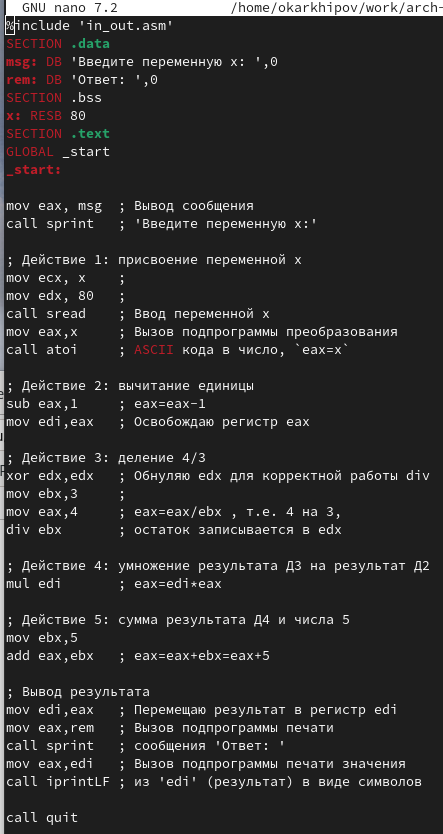 GNU nano 7.2 /home/okarkhipov/work/arch-
%include 'in_out.asm'
SECTION .data
msg: DB 'Введите переменную x: ',0
rem: DB 'Ответ: ',0
SECTION .bss
x: RESB 80
SECTION .text
GLOBAL _start
_start:
mov eax, msg ; Вывод сообщения
call sprint ; 'Введите переменную x:'
; Действие 1: присвоение переменной x
mov ecx, x ;
mov edx, 80 ;
call sread ; Ввод переменной x
mov eax,x ; Вызов подпрограммы преобразования
call atoi ; ASCII кода в число, `eax=x`
; Действие 2: вычитание единицы
sub eax,1 ; eax=eax-1
mov edi,eax ; Освобождаю регистр eax
; Действие 3: деление 4/3
xor edx,edx ; Обнуляю edx для корректной работы div
mov ebx,3 ;
mov eax,4 ; eax=eax/ebx , т.е. 4 на 3,
div ebx ; остаток записывается в edx
; Действие 4: умножение результата Д3 на результат Д2
mul edi ; eax=edi*eax
; Действие 5: сумма результата Д4 и числа 5
mov ebx,5
add eax,ebx ; eax=eax+ebx=eax+5
; Вывод результата
mov edi,eax ; Перемещаю результат в регистр edi
mov eax,rem ; Вызов подпрограммы печати
call sprint ; сообщения 'Ответ: '
mov eax,edi ; Вызов подпрограммы печати значения
call iprintLF ; из 'edi' (результат) в виде символов
call quit